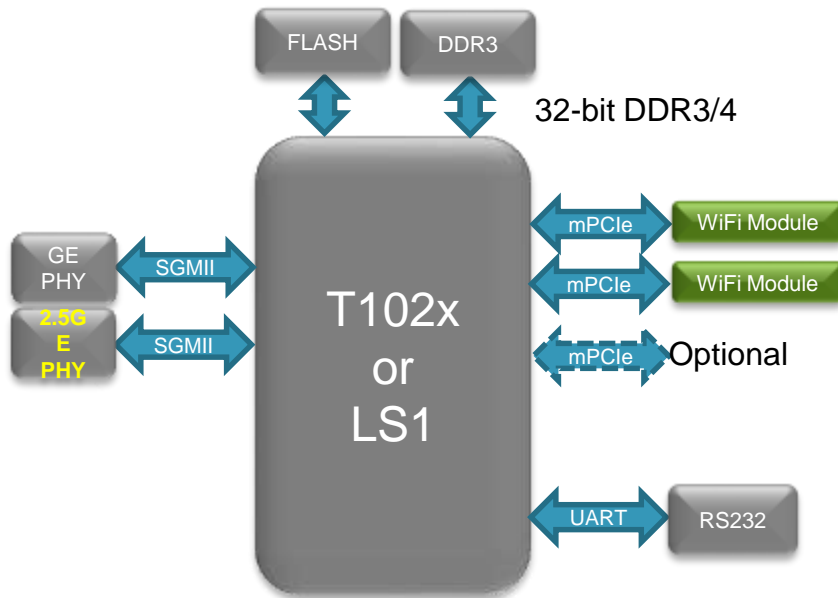 FLASH
DDR3
32-bit DDR3/4
mPCIe
WiFi Module
GE
PHY
SGMII
mPCIe
WiFi Module
2.5G
E
PHY
SGMII
T102x
or
LS1
mPCIe
Optional
UART
RS232